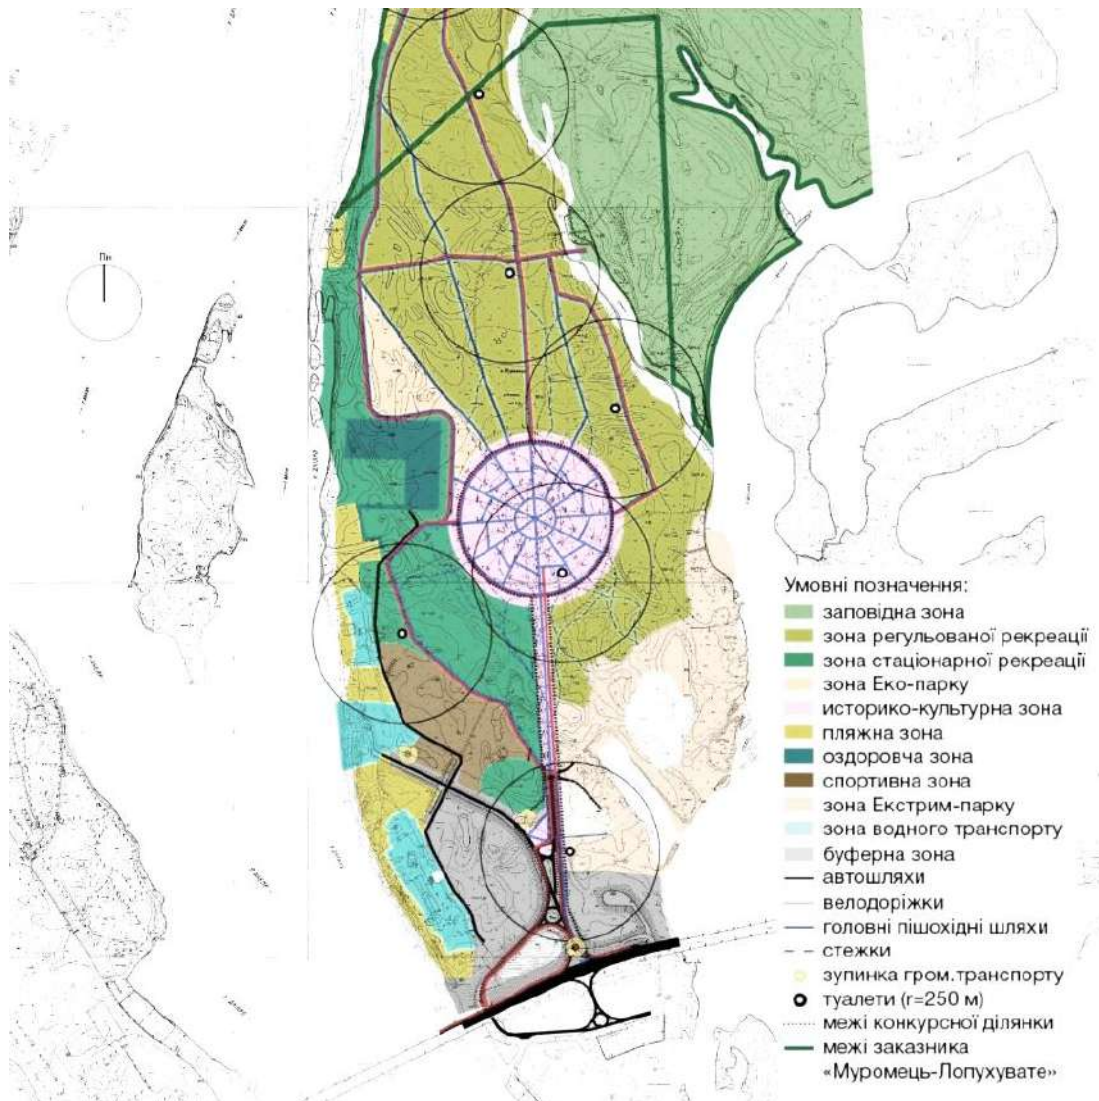 Пн
Умовні позначення:
заповідна зона
зона регульованої рекреації
зона стаціонарної рекреації
зона Еко-парку
историко-культурна зона
пляжна зона
оздоровча зона
спортивна зона
зона Екстрим-парку
зона водного транспорту
буферна зона
автошляхи
велодоріжки
головні пішохідні шляхи
стежки
зупинка гром.транспорту
туалети (r=250 м)
межі конкурсної ділянки
межі заказника
«Муромець-Лопухувате»